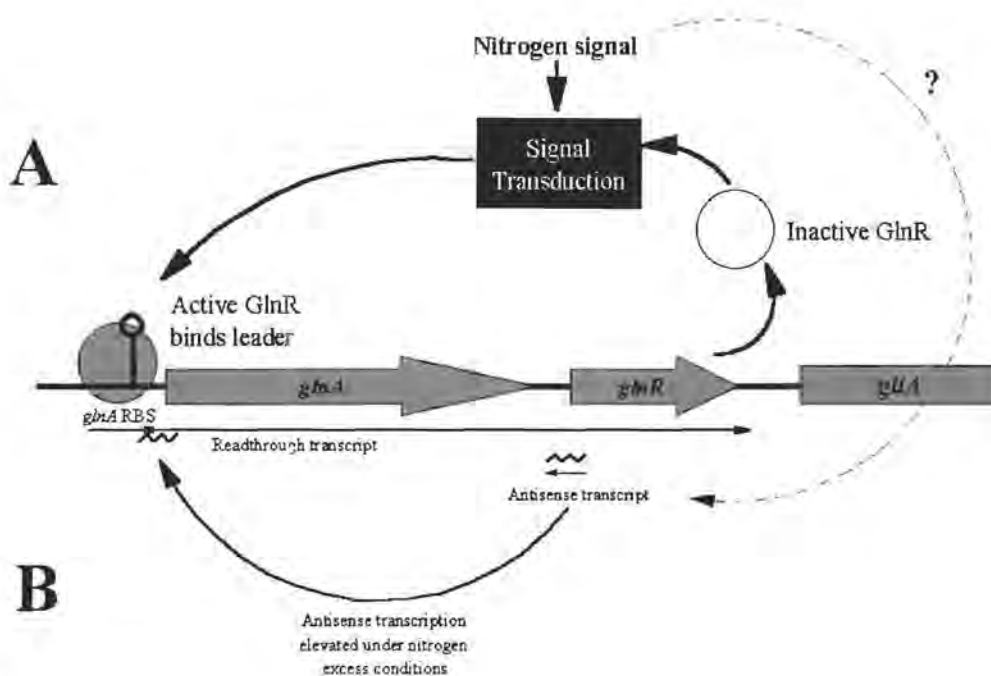 Nitrogen signal
?
A
Signal
Transduction
Inactive GlnR
Active GlnR
binds leader
glnA
glnR
gltA
glnA RBS
Readthrough transcript
Antisense transcript
B
Antisense transcription
elevated under nitrogen
excess conditions